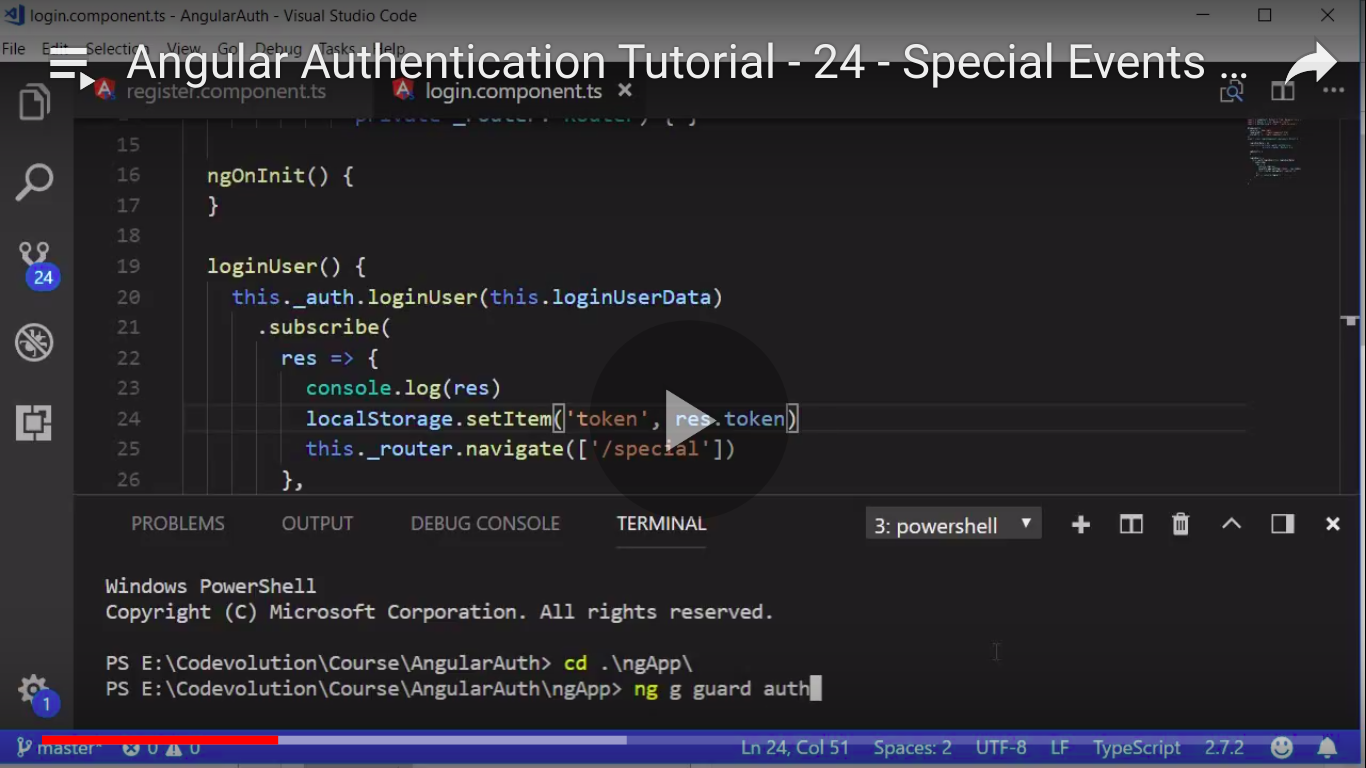 login.component.ts - AngularAuth - Visual Studio Code
File Edit Selection View Go Debug Tasks Help
Angular Authentication Tutorial - 24 - Special Events ...
register.component.ts login.component.ts
private _router: Router) { }
15
16 ngOnInit() {
17 }
18
19 loginUser() {
20 this._auth.loginUser(this.loginUserData)
21 .subscribe(
22 res => {
23 console.log(res)
24 localStorage.setItem('token', res.token)
25 this._router.navigate(['/special'])
26 },
24
PROBLEMS OUTPUT DEBUG CONSOLE TERMINAL 3: powershell
Windows PowerShell
Copyright (C) Microsoft Corporation. All rights reserved.
PS E:\Codevolution\Course\AngularAuth> cd .\ngApp\
PS E:\Codevolution\Course\AngularAuth\ngApp> ng g guard auth
1
master* 0 0 Ln 24, Col 51 Spaces: 2 UTF-8 LF TypeScript 2.7.2